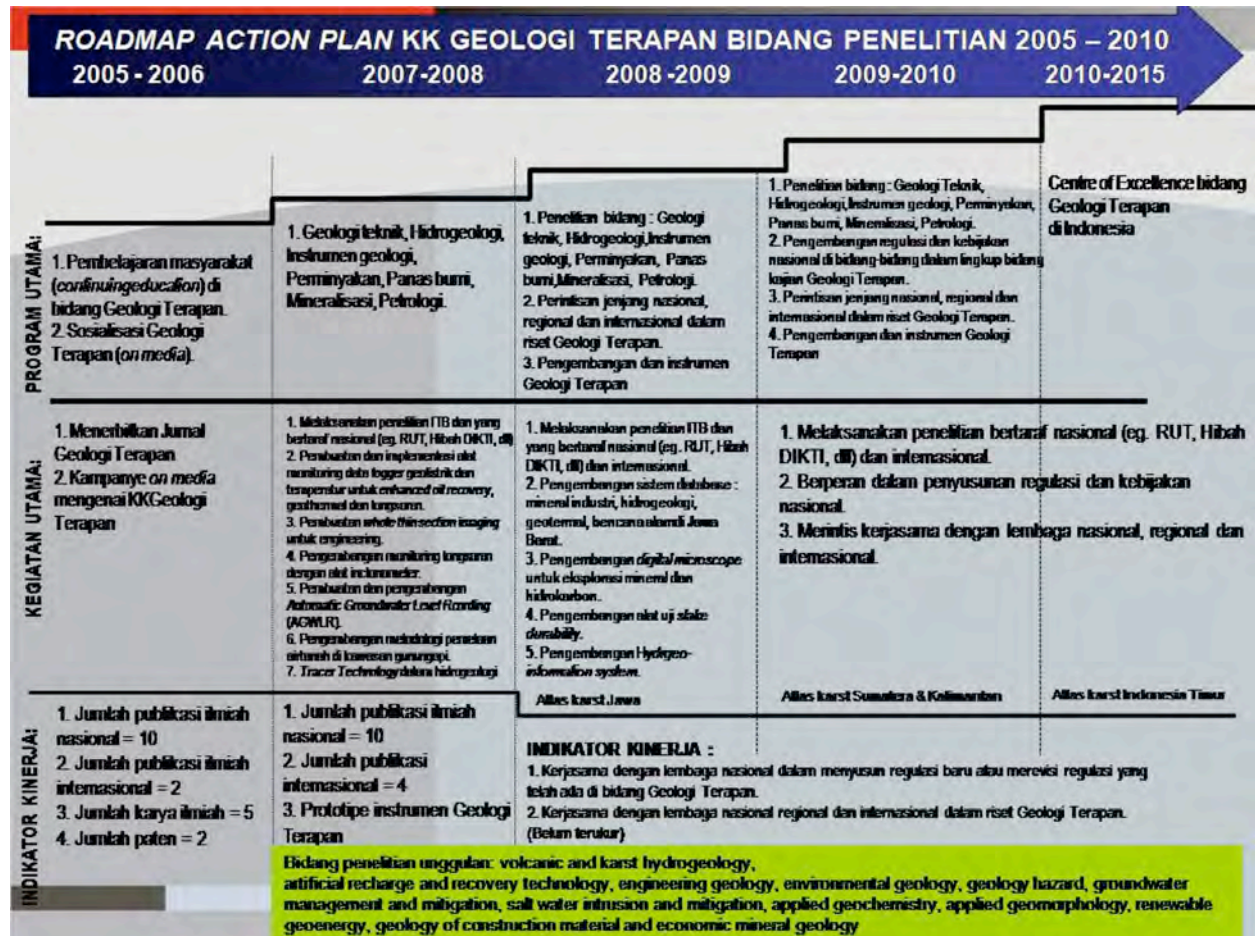 ROADMAP ACTION PLAN KK GEOLOGI TERAPAN BIDANG PENELITIAN 2005 – 2010
2005 - 2006
2007-2008
2008 -2009
2009-2010
2010-2015
PROGRAM UTAMA:
1. Pembelajaran masyarakat
(continuingeducation) di
bidang Geologi Terapan.
2. Sosialisasi Geologi
Terapan (on media).
1. Geologi teknik, Hidrogeologi,
Instrumen geologi,
Perminyakan, Panas bumi,
Mineralisasi, Petrologi.
1. Penelitian bidang : Geologi
teknik, Hidrogeologi,Instrumen
geologi, Perminyakan, Panas
bumi,Mineralisasi, Petrologi.
2. Perintisan jenjang nasional,
regional dan internasional dalam
riset Geologi Terapan.
3. Pengembangan dan instrumen
Geologi Terapan
1. Penelitian bidang : Geologi Teknik,
Hidrogeologi,Instrumen geologi, Perminyakan,
Panas bumi, Mineralisasi, Petrologi.
2. Pengembangan regulasi dan kebijakan
nasional di bidang-bidang dalam lingkup bidang
kajian Geologi Terapan.
3. Perintisan jenjang nasional, regional dan
internasional dalam riset Geologi Terapan.
4. Pengembangan dan instrumen Geologi
Terapan
Centre of Excellence bidang
Geologi Terapan
di Indonesia
KEGIATAN UTAMA:
1. Menerbitkan Jurnal
Geologi Terapan
2. Kampanye on media
mengenai KKGeologi
Terapan
1. Melaksanakan penelitian ITB dan yang
bertaraf nasional (eg. RUT, Hibah DIKTI, dll)
2. Pembuatan dan implementasi alat
monitoring data logger geolistrik dan
temperatur untuk enhanced oil recovery,
geothermal dan longsoran.
3. Pembuatan whole thin section imaging
untuk engineering.
4. Pengembangan monitoring longsoran
dengan alat inclinometer.
5. Pembuatan dan pengembangan
Automatic Groundwater Level Rcording
(AGWLR).
6. Pengembangan metodologi pemetaan
airtanah di kawasan gunungapi.
7. Tracer Technology dalam hidrogeologi
1. Melaksanakan penelitian ITB dan
yang bertaraf nasional (eg. RUT, Hibah
DIKTI, dll) dan internasional.
2. Pengembangan sistem database :
mineral industri, hidrogeologi,
geotermal, bencana alamdi Jawa
Barat.
3. Pengembangan digital microscope
untuk eksplorasi mineral dan
hidrokarbon.
4. Pengembangan alat uji slake
durability.
5. Pengembangan Hydrgeo-
information system.
1. Melaksanakan penelitian bertaraf nasional (eg. RUT, Hibah
DIKTI, dll) dan internasional.
2. Berperan dalam penyusunan regulasi dan kebijakan
nasional.
3. Merintis kerjasama dengan lembaga nasional, regional dan
internasional.
Atlas karst Jawa
Atlas karst Sumatera & Kalimantan
Atlas karst Indonesia Timur
INDIKATOR KINERJA:
1. Jumlah publikasi ilmiah
nasional = 10
2. Jumlah publikasi ilmiah
internasional = 2
3. Jumlah karya ilmiah = 5
4. Jumlah paten = 2
1. Jumlah publikasi ilmiah
nasional = 10
2. Jumlah publikasi
internasional = 4
3. Prototipe instrumen Geologi
Terapan
INDIKATOR KINERJA :
1. Kerjasama dengan lembaga nasional dalam menyusun regulasi baru atau merevisi regulasi yang
telah ada di bidang Geologi Terapan.
2. Kerjasama dengan lembaga nasional regional dan internasional dalam riset Geologi Terapan.
(Belum terukur)
Bidang penelitian unggulan: volcanic and karst hydrogeology,
artificial recharge and recovery technology, engineering geology, environmental geology, geology hazard, groundwater
management and mitigation, salt water intrusion and mitigation, applied geochemistry, applied geomorphology, renewable
geoenergy, geology of construction material and economic mineral geology